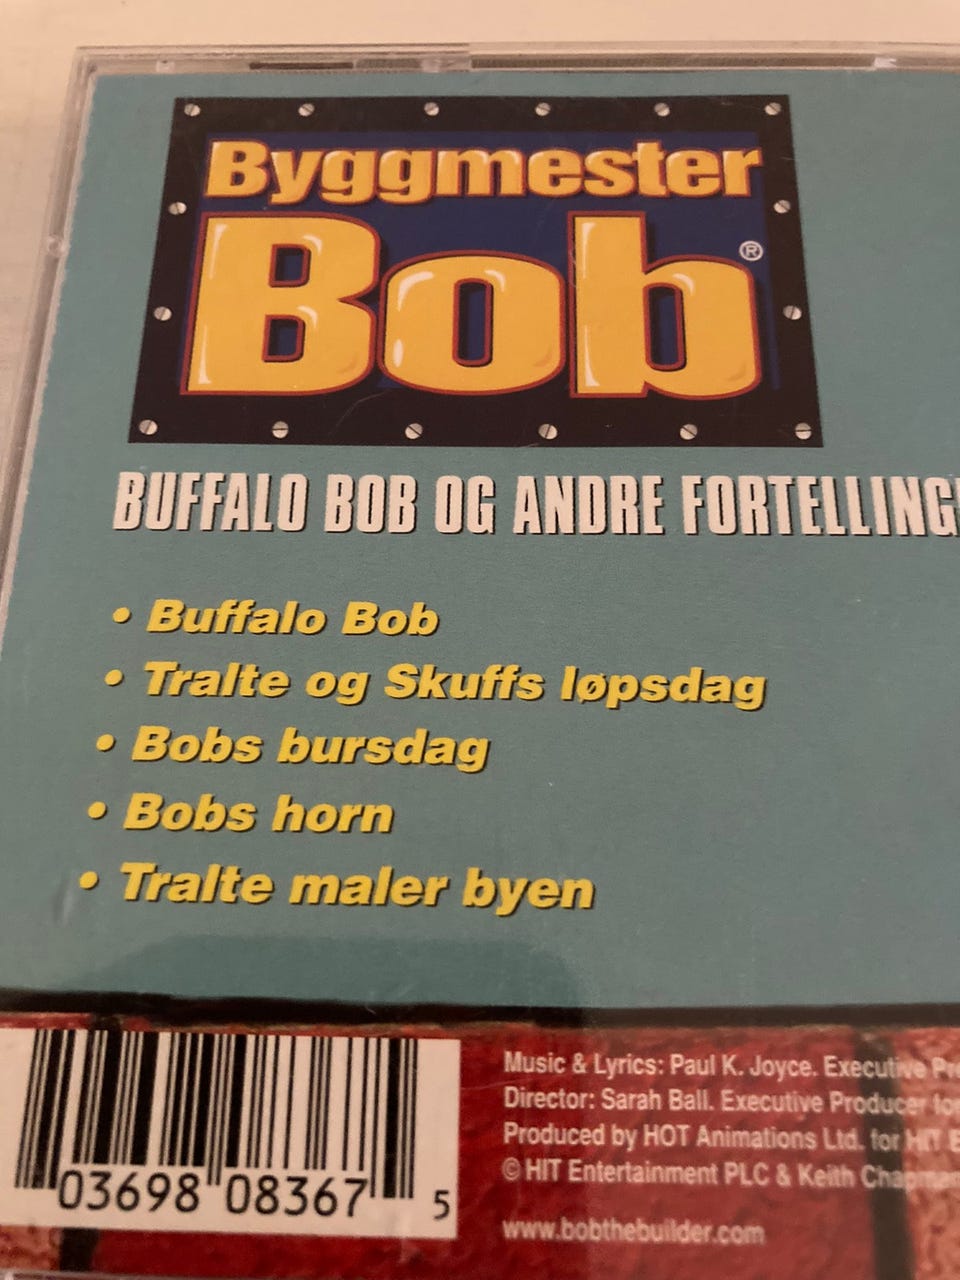 Byggmester
Bob®
BUFFALO BOB OG ANDRE
• Buffalo Bob
• Tralte og Skuffs løpsdag
• Bobs bursdag
• Bobs horn
• Tralte maler byen
03698 08367 5
Music & Lyrics: Paul K. Joyce. Executive
Director: Sarah Ball. Executive Producer for
Produced by HOT Animations Ltd. for HIT
© HIT Entertainment PLC & Keith
www.bobthebuilder.com